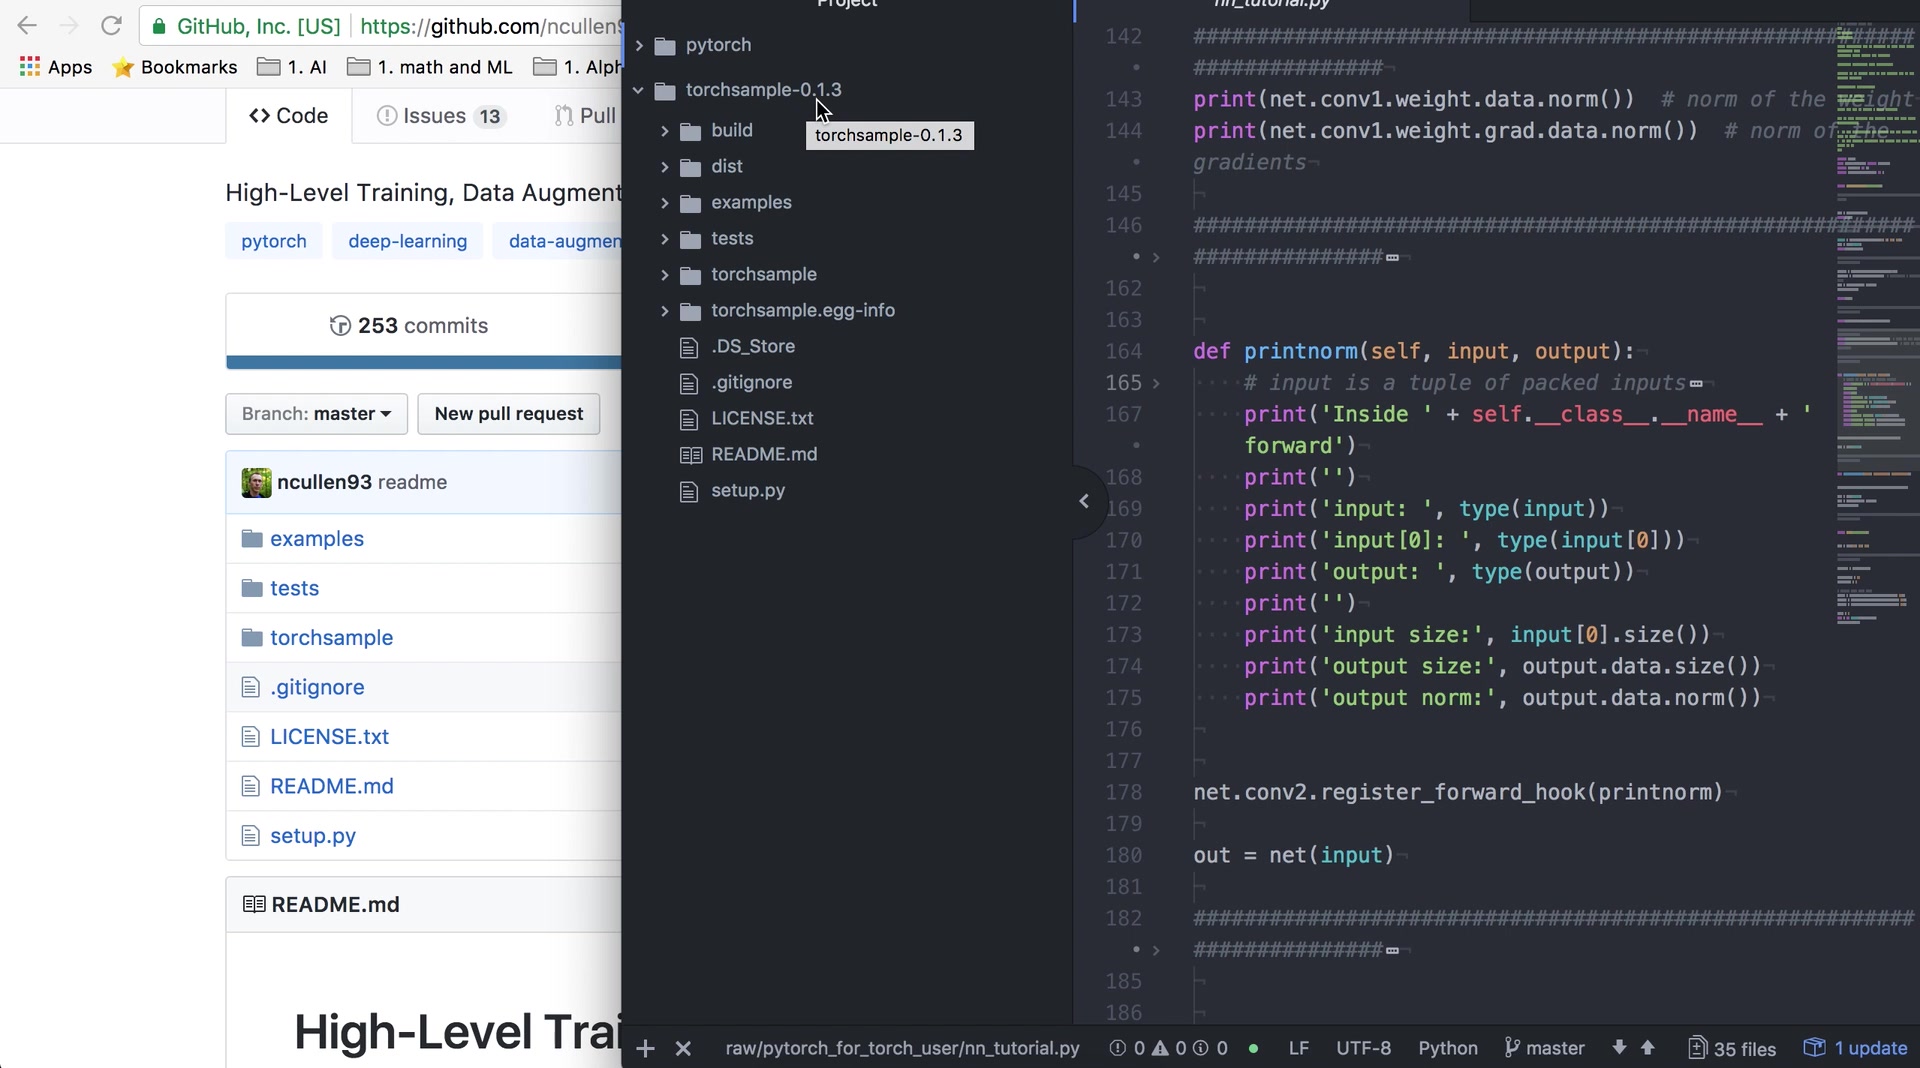 GitHub, Inc. [US] | https://github.com/ncullen
Apps Bookmarks 1. AI 1. math and ML 1. Alph
<> Code Issues 13 Pull
High-Level Training, Data Augment
pytorch deep-learning data-augmen
253 commits
Branch: master New pull request
ncullen93 readme
examples
tests
torchsample
.gitignore
LICENSE.txt
README.md
setup.py
README.md
High-Level Trai
Project
pytorch
torchsample-0.1.3
torchsample-0.1.3
build
dist
examples
tests
torchsample
torchsample.egg-info
.DS_Store
.gitignore
LICENSE.txt
README.md
setup.py
nn_tutorial.py
142 #########################################################
###############
143 print(net.conv1.weight.data.norm()) # norm of the weight
144 print(net.conv1.weight.grad.data.norm()) # norm of the
gradients
145
146 #########################################################
###############
162
163
164 def printnorm(self, input, output):
165 # input is a tuple of packed inputs
167 print('Inside ' + self.__class__.__name__ + '
forward')
168 print('')
169 print('input: ', type(input))
170 print('input[0]: ', type(input[0]))
171 print('output: ', type(output))
172 print('')
173 print('input size:', input[0].size())
174 print('output size:', output.data.size())
175 print('output norm:', output.data.norm())
176
177
178 net.conv2.register_forward_hook(printnorm)
179
180 out = net(input)
181
182 #########################################################
###############
185
186
raw/pytorch_for_torch_user/nn_tutorial.py 0 0 0 LF UTF-8 Python master 35 files 1 update